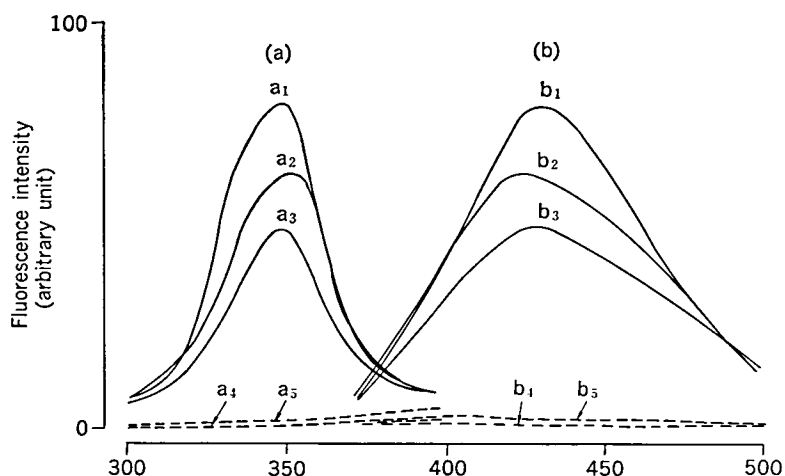 100
(a)
(b)
a1
b1
a2
b2
a3
b3
Fluorescence intensity
(arbitrary unit)
a4
a5
b4
b5
0
300
350
400
450
500